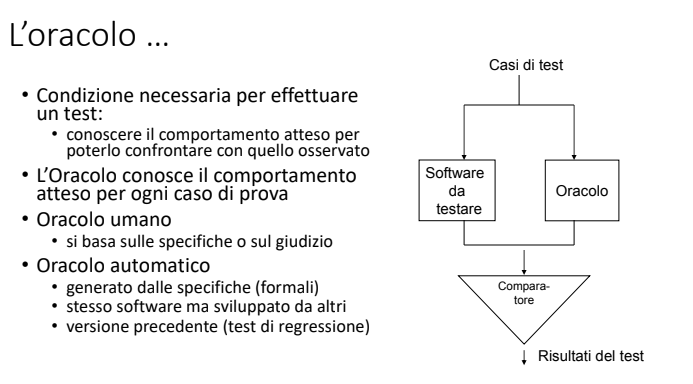 L'oracolo …
• Condizione necessaria per effettuare
un test:
• conoscere il comportamento atteso per
poterlo confrontare con quello osservato
• L'Oracolo conosce il comportamento
atteso per ogni caso di prova
• Oracolo umano
• si basa sulle specifiche o sul giudizio
• Oracolo automatico
• generato dalle specifiche (formali)
• stesso software ma sviluppato da altri
• versione precedente (test di regressione)
Casi di test
Software
da
testare
Oracolo
Compara-
tore
Risultati del test